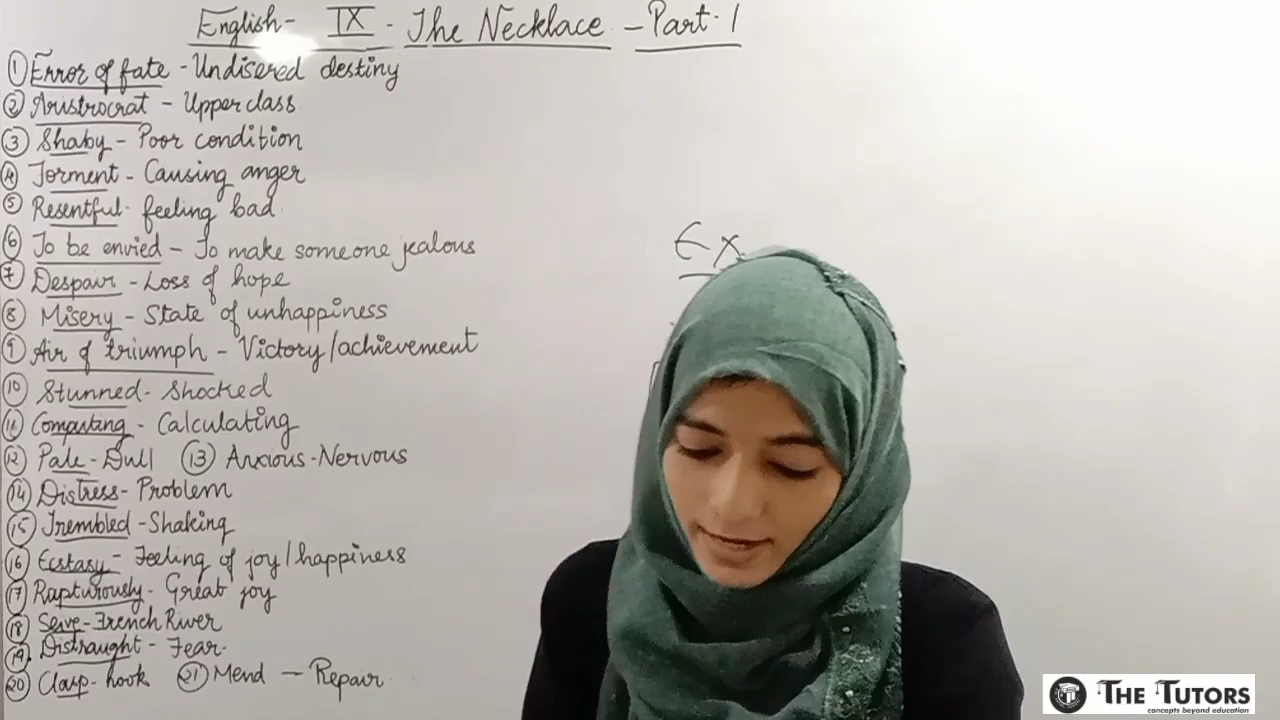 English - IX - The Necklace - Part-1
① Error of fate - Undisered destiny
② Aristrocrat - Upper class
③ Shaby - Poor condition
④ Torment - Causing anger
⑤ Resentful - feeling bad
⑥ To be envied - To make someone jealous
⑦ Despair - Loss of hope
⑧ Misery - State of unhappiness
⑨ Air of triumph - Victory/achievement
⑩ Stunned - Shocked
⑪ Computing - Calculating
⑫ Pale - Dull ⑬ Anxious - Nervous
⑭ Distress - Problem
⑮ Trembled - Shaking
⑯ Ecstasy - Feeling of joy/happiness
⑰ Rapturously - Great joy
⑱ Seive - French River
⑲ Distraught - Fear.
⑳ Clasp - hook ㉑ Mend - Repair
Ex
THE TUTORS
concepts beyond education